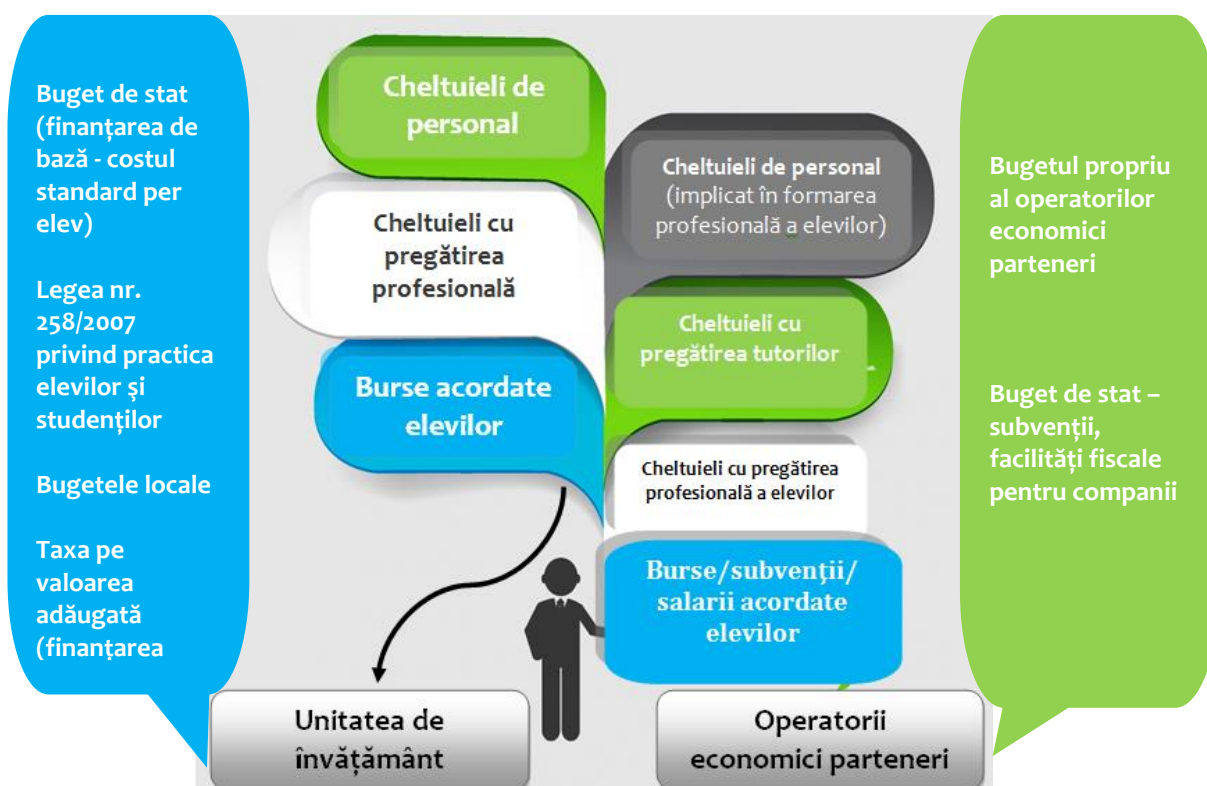 Buget de stat
(finanțarea de
bază - costul
standard per
elev)
Legea nr.
258/2007
privind practica
elevilor şi
studenților
Bugetele locale
Taxa pe
valoarea
adăugată
(finanțarea
Cheltuieli de
personal
Cheltuieli cu
pregătirea
profesională
Burse acordate
elevilor
Unitatea de
învățământ
Cheltuieli de personal
(implicat în formarea
profesională a elevilor)
Cheltuieli cu
pregătirea tutorilor
Cheltuieli cu pregătirea
profesională a elevilor
Burse/subvenţii/
salarii acordate
elevilor
Operatorii
economici parteneri
Bugetul propriu
al operatorilor
economici
parteneri
Buget de stat –
subvenții,
facilități fiscale
pentru companii